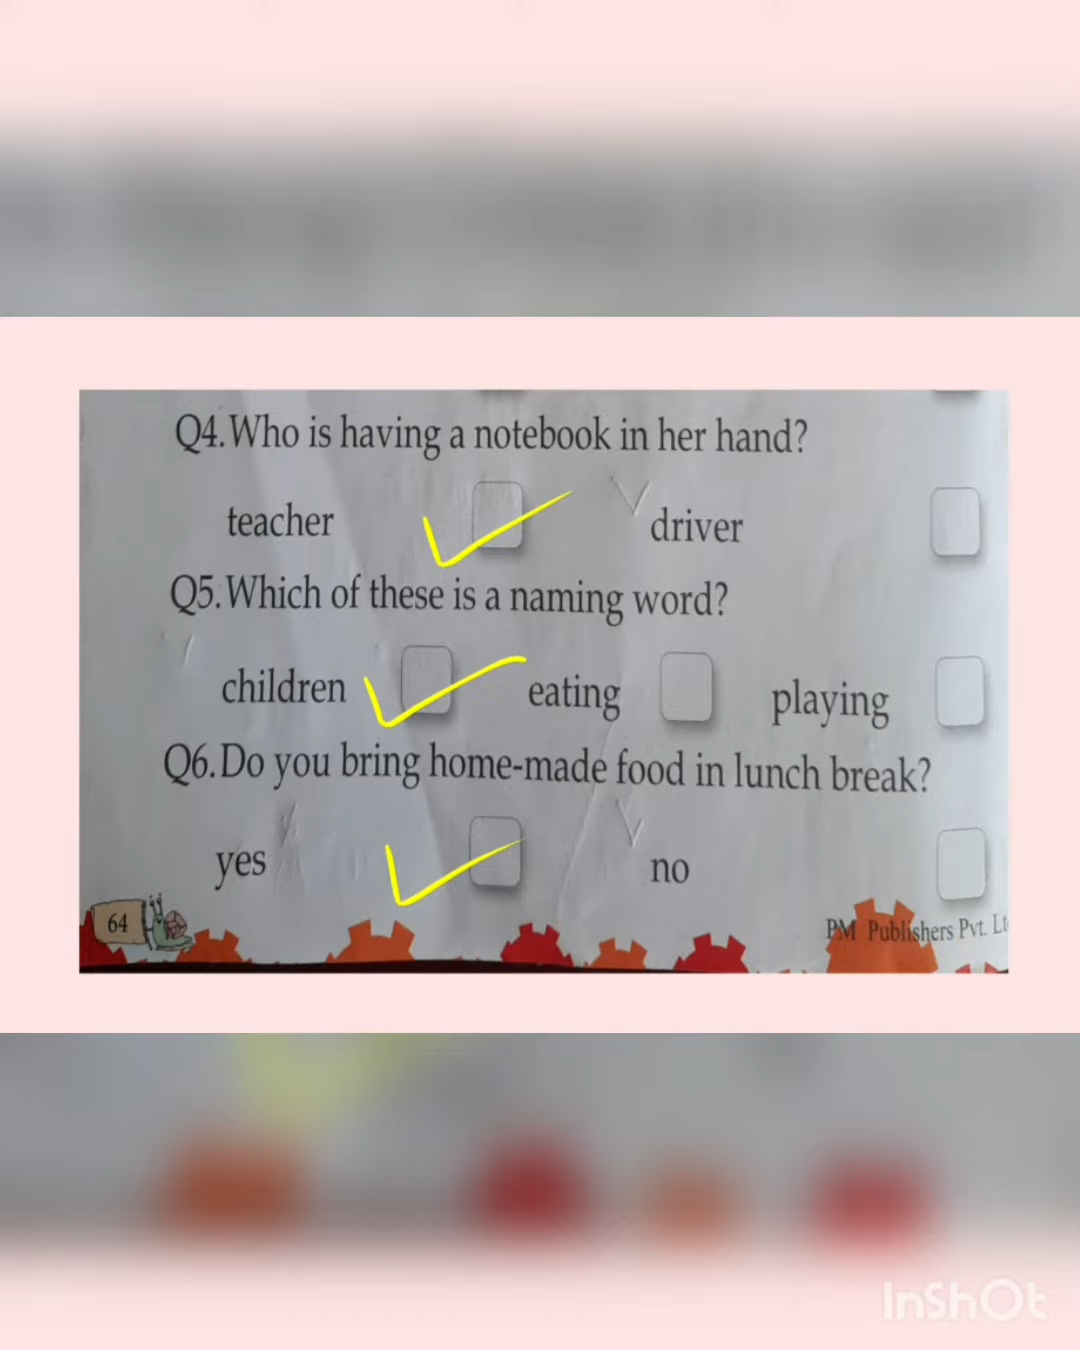 Q4.Who is having a notebook in her hand?
teacher driver
Q5.Which of these is a naming word?
children eating playing
Q6.Do you bring home-made food in lunch break?
yes no
64
PM Publishers Pvt. Lt
InShOt